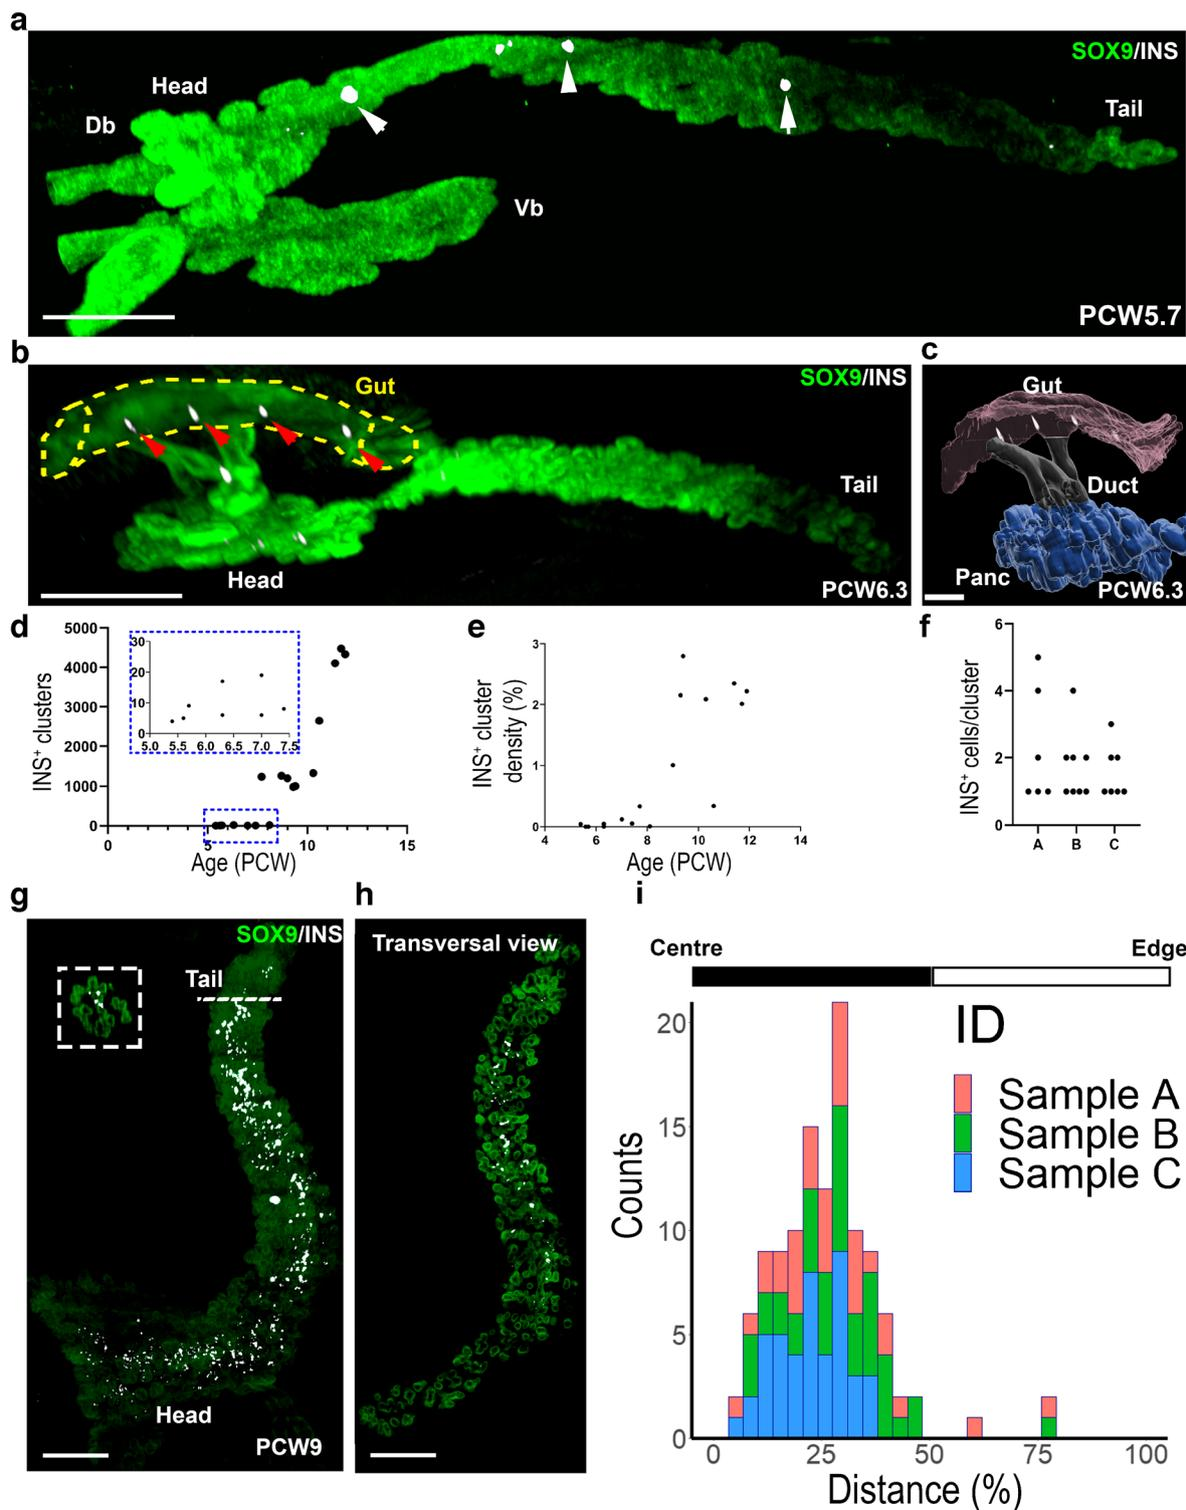 a
SOX9/INS
Head
Db
Tail
Vb
PCW5.7
b
Gut
SOX9/INS
Tail
Head
PCW6.3
c
Gut
Duct
Panc
PCW6.3
d
INS+ clusters
5000
4000
3000
2000
1000
0
30
20
10
0
5.0 5.5 6.0 6.5 7.0 7.5
0 5 10 15
Age (PCW)
e
INS+ cluster
density (%)
3
2
1
0
4 6 8 10 12 14
Age (PCW)
f
INS+ cells/cluster
6
4
2
0
A B C
g
SOX9/INS
Tail
Head
PCW9
h
Transversal view
i
Centre Edge
ID
Sample A
Sample B
Sample C
Counts
20
15
10
5
0
0 25 50 75 100
Distance (%)